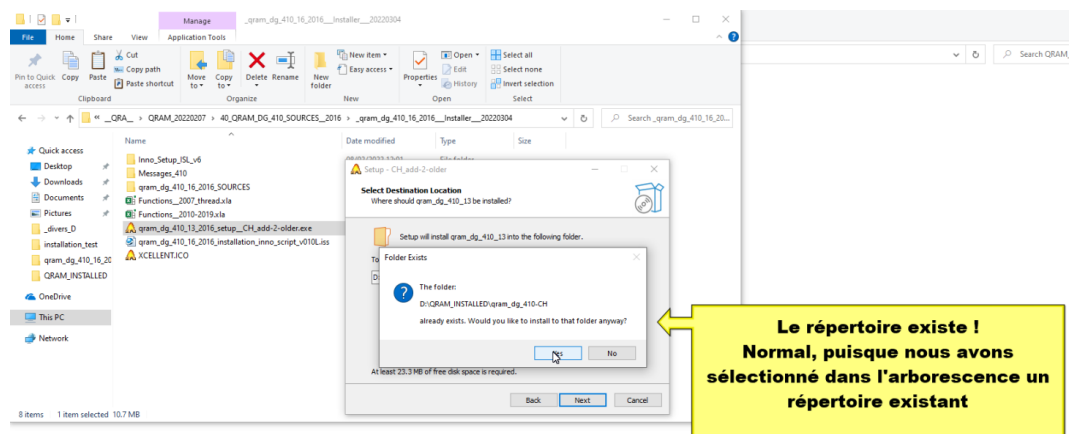 Manage
_qram_dg_410_16_2016__Installer__20220304
File Home Share View Application Tools
Pin to Quick access
Copy
Paste
Cut
Copy path
Paste shortcut
Move to
Copy to
Delete
Rename
New folder
New item
Easy access
Properties
Open
Edit
History
Select all
Select none
Invert selection
Clipboard Organize New Open Select
« __QRA__ > QRAM_20220207 > 40_QRAM_DG_410_SOURCES__2016 > _qram_dg_410_16_2016__Installer__20220304
Search _qram_dg_410_16_20...
Search QRAM_
Name Date modified Type Size
Quick access
Desktop
Downloads
Documents
Pictures
_divers_D
installation_test
qram_dg_410_16_20
QRAM_INSTALLED
OneDrive
This PC
Network
Inno_Setup_ISL_v6
Messages_410
qram_dg_410_16_2016_SOURCES
Functions_2007_thread.xla
Functions_2010-2019.xla
qram_dg_410_13_2016_setup__CH_add-2-older.exe
qram_dg_410_16_2016_installation_inno_script_v010L.iss
XCELLENT.ICO
Setup - CH_add-2-older
Select Destination Location
Where should qram_dg_410_13 be installed?
Setup will install qram_dg_410_13 into the following folder.
To
D:
Folder Exists
The folder:
D:\QRAM_INSTALLED\qram_dg_410-CH
already exists. Would you like to install to that folder anyway?
Yes No
At least 23.3 MB of free disk space is required.
Back Next Cancel
8 items 1 item selected 10.7 MB
Le répertoire existe !
Normal, puisque nous avons
sélectionné dans l'arborescence un
répertoire existant